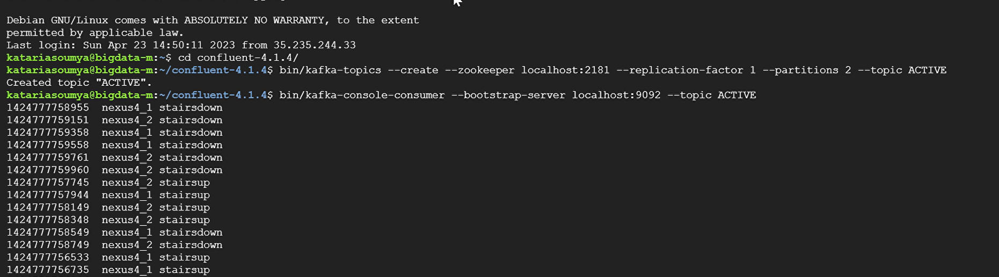 Debian GNU/Linux comes with ABSOLUTELY NO WARRANTY, to the extent
permitted by applicable law.
Last login: Sun Apr 23 14:50:11 2023 from 35.235.244.33
katariasoumya@bigdata-m:~$ cd confluent-4.1.4/
katariasoumya@bigdata-m:~/confluent-4.1.4$ bin/kafka-topics --create --zookeeper localhost:2181 --replication-factor 1 --partitions 2 --topic ACTIVE
Created topic "ACTIVE".
katariasoumya@bigdata-m:~/confluent-4.1.4$ bin/kafka-console-consumer --bootstrap-server localhost:9092 --topic ACTIVE
1424777758955  nexus4_1 stairsdown
1424777759151  nexus4_2 stairsdown
1424777759358  nexus4_1 stairsdown
1424777759558  nexus4_1 stairsdown
1424777759761  nexus4_2 stairsdown
1424777759960  nexus4_2 stairsdown
1424777757745  nexus4_2 stairsup
1424777757944  nexus4_1 stairsup
1424777758149  nexus4_2 stairsup
1424777758348  nexus4_2 stairsup
1424777758549  nexus4_1 stairsdown
1424777758749  nexus4_2 stairsdown
1424777756533  nexus4_1 stairsup
1424777756735  nexus4_1 stairsup